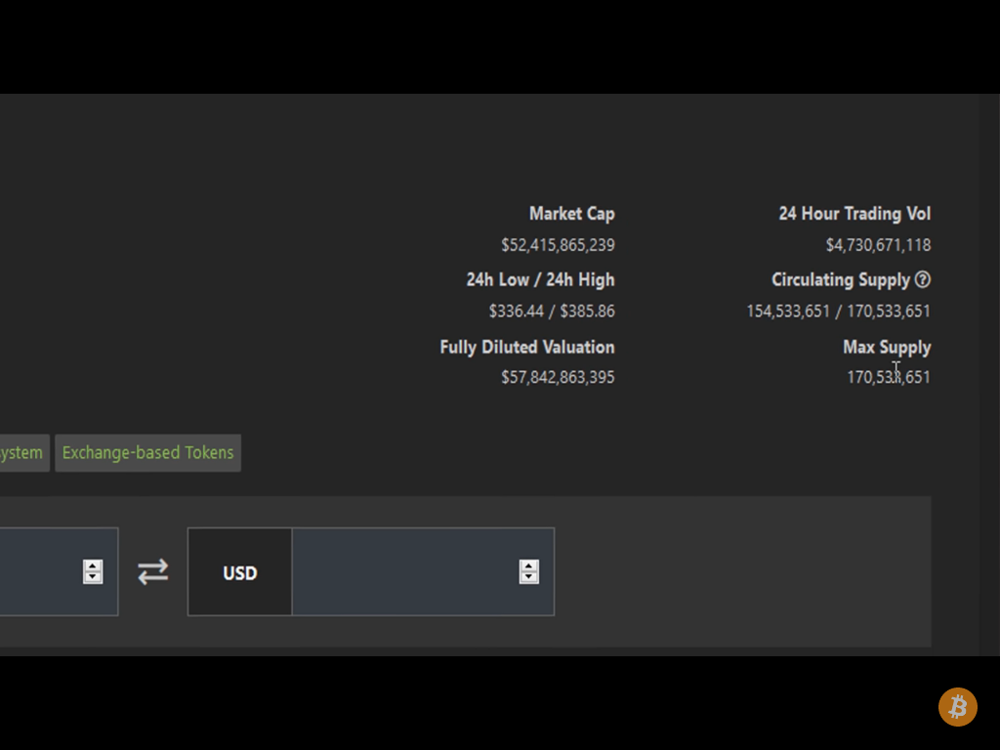 Market Cap
$52,415,865,239
24h Low / 24h High
$336.44 / $385.86
Fully Diluted Valuation
$57,842,863,395
24 Hour Trading Vol
$4,730,671,118
Circulating Supply
154,533,651 / 170,533,651
Max Supply
170,533,651
ystem
Exchange-based Tokens
USD